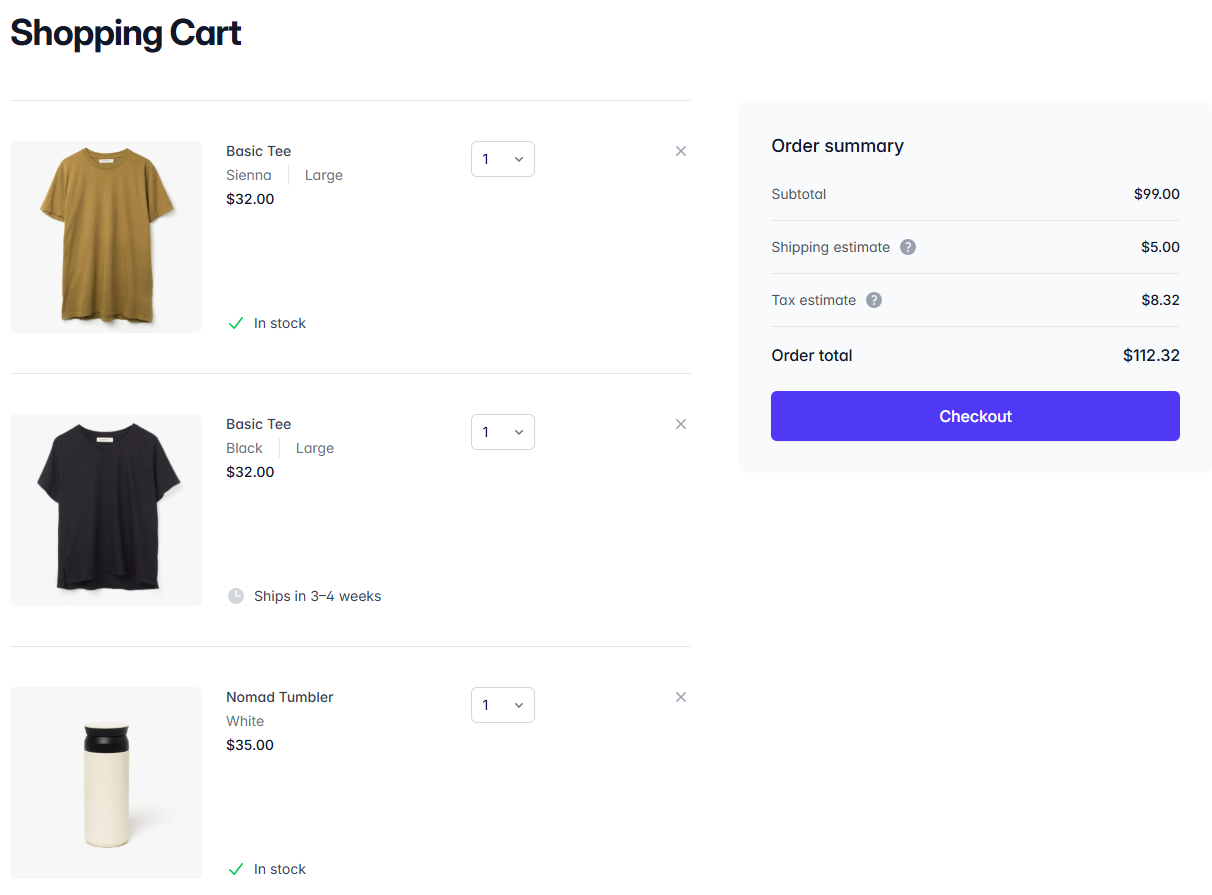 Shopping Cart
Basic Tee
Sienna Large
$32.00
1
In stock
Basic Tee
Black Large
$32.00
1
Ships in 3–4 weeks
Nomad Tumbler
White
$35.00
1
In stock
Order summary
Subtotal $99.00
Shipping estimate ? $5.00
Tax estimate ? $8.32
Order total $112.32
Checkout